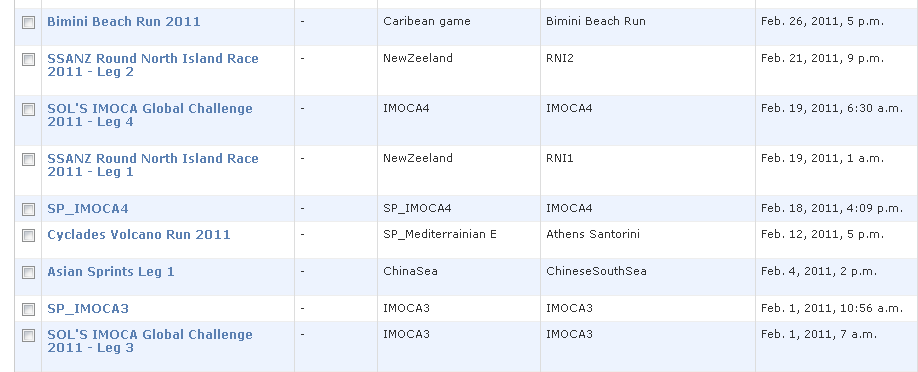 Bimini Beach Run 2011 - Caribean game Bimini Beach Run Feb. 26, 2011, 5 p.m.
SSANZ Round North Island Race - NewZeeland RNI2 Feb. 21, 2011, 9 p.m.
2011 - Leg 2
SOL'S IMOCA Global Challenge - IMOCA4 IMOCA4 Feb. 19, 2011, 6:30 a.m.
2011 - Leg 4
SSANZ Round North Island Race - NewZeeland RNI1 Feb. 19, 2011, 1 a.m.
2011 - Leg 1
SP_IMOCA4 - SP_IMOCA4 IMOCA4 Feb. 18, 2011, 4:09 p.m.
Cyclades Volcano Run 2011 - SP_Mediterrainian E Athens Santorini Feb. 12, 2011, 5 p.m.
Asian Sprints Leg 1 - ChinaSea ChineseSouthSea Feb. 4, 2011, 2 p.m.
SP_IMOCA3 - IMOCA3 IMOCA3 Feb. 1, 2011, 10:56 a.m.
SOL'S IMOCA Global Challenge - IMOCA3 IMOCA3 Feb. 1, 2011, 7 a.m.
2011 - Leg 3